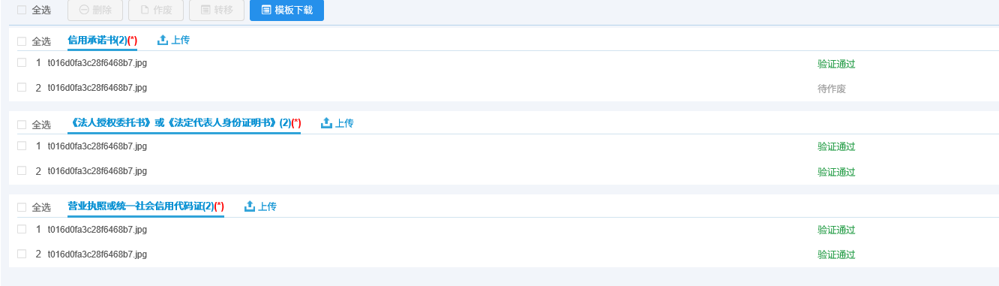 全选 删除 作废 转移 模板下载
全选 信用承诺书(2)(*) 上传
1 t016d0fa3c28f6468b7.jpg 验证通过
2 t016d0fa3c28f6468b7.jpg 待作废
全选 《法人授权委托书》或《法定代表人身份证明书》(2)(*) 上传
1 t016d0fa3c28f6468b7.jpg 验证通过
2 t016d0fa3c28f6468b7.jpg 验证通过
全选 营业执照或统一社会信用代码证(2)(*) 上传
1 t016d0fa3c28f6468b7.jpg 验证通过
2 t016d0fa3c28f6468b7.jpg 验证通过